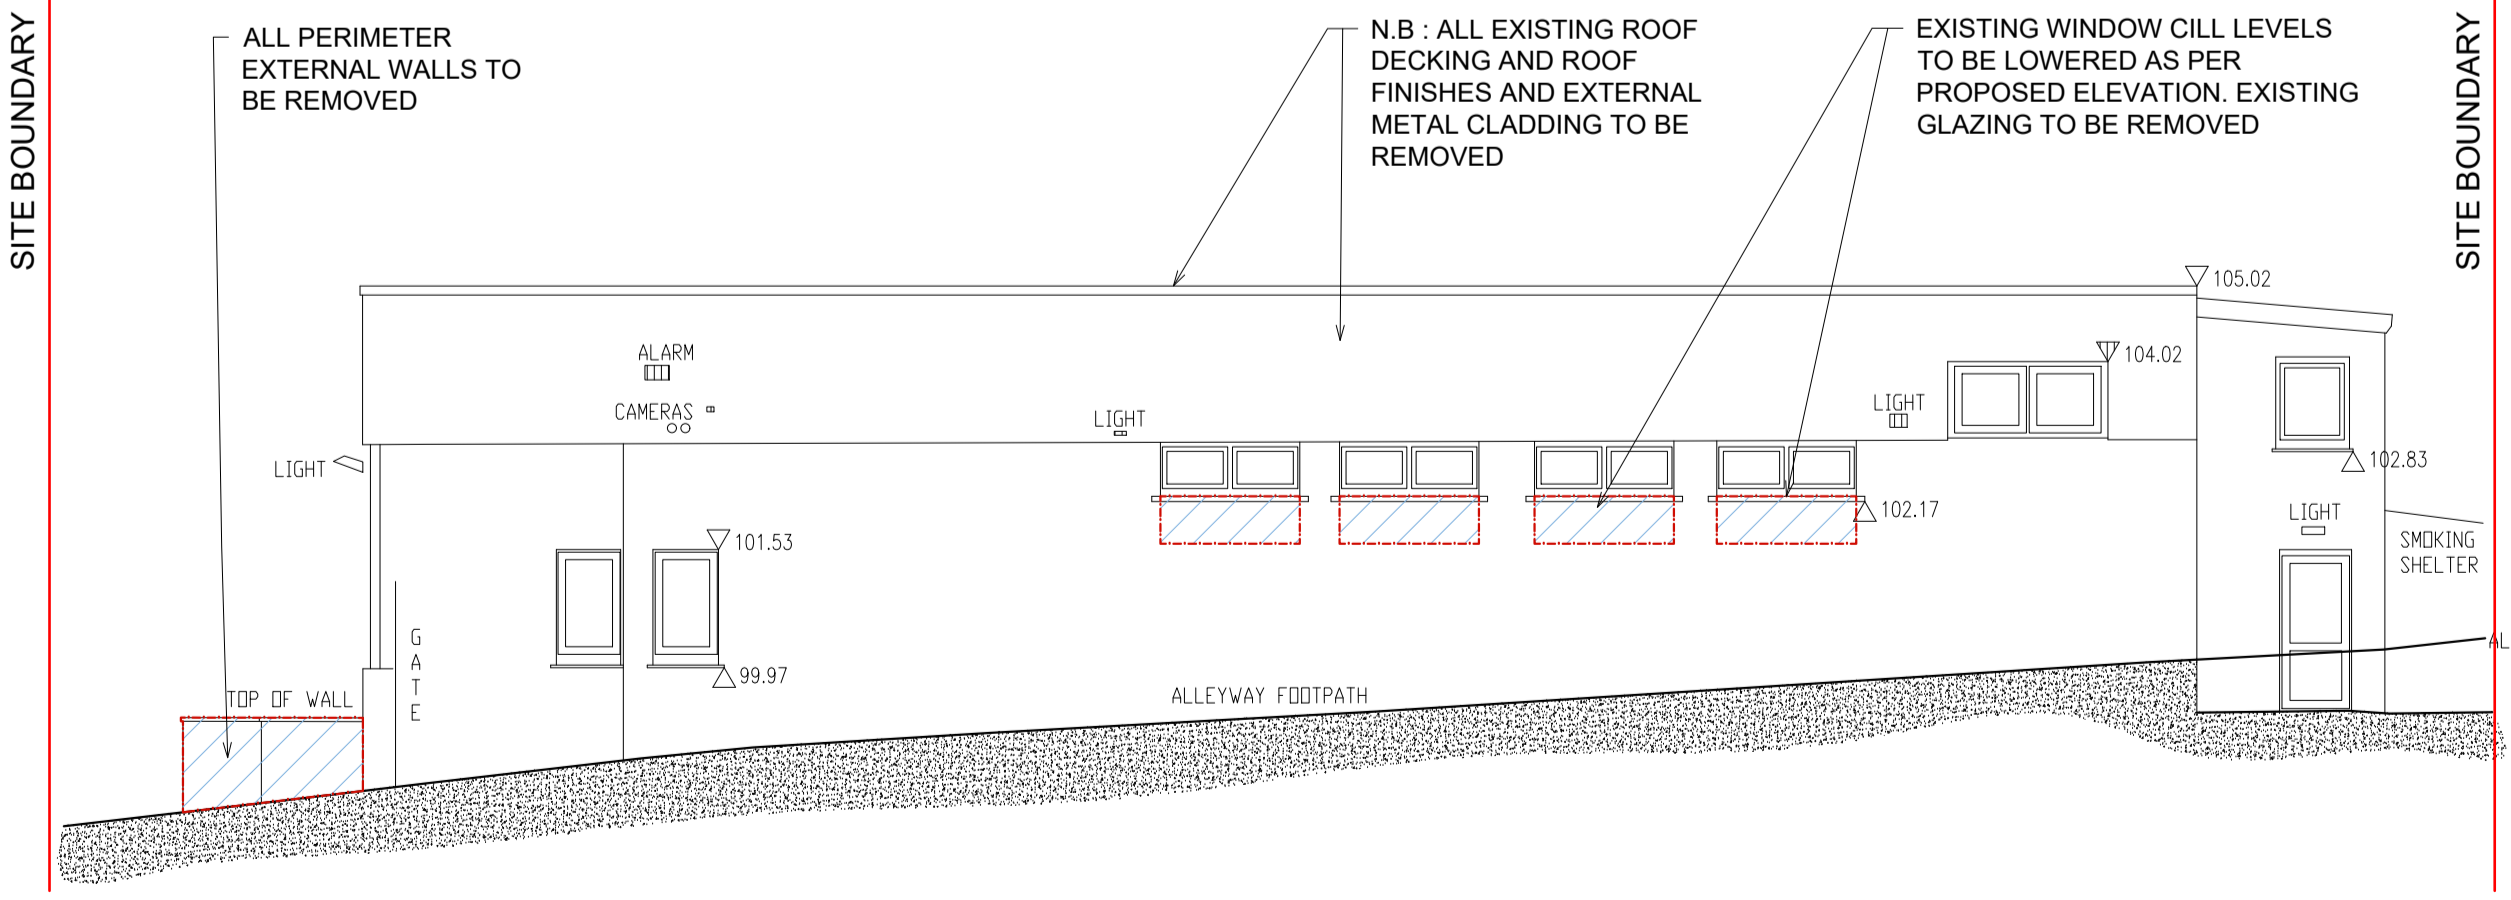 SITE BOUNDARY
ALL PERIMETER
EXTERNAL WALLS TO
BE REMOVED
N.B : ALL EXISTING ROOF
DECKING AND ROOF
FINISHES AND EXTERNAL
METAL CLADDING TO BE
REMOVED
EXISTING WINDOW CILL LEVELS
TO BE LOWERED AS PER
PROPOSED ELEVATION. EXISTING
GLAZING TO BE REMOVED
SITE BOUNDARY
105.02
ALARM
104.02
CAMERAS
LIGHT
LIGHT
LIGHT
102.83
102.17
LIGHT
101.53
SMOKING
SHELTER
GATE
99.97
TOP OF WALL
ALLEYWAY FOOTPATH
AL